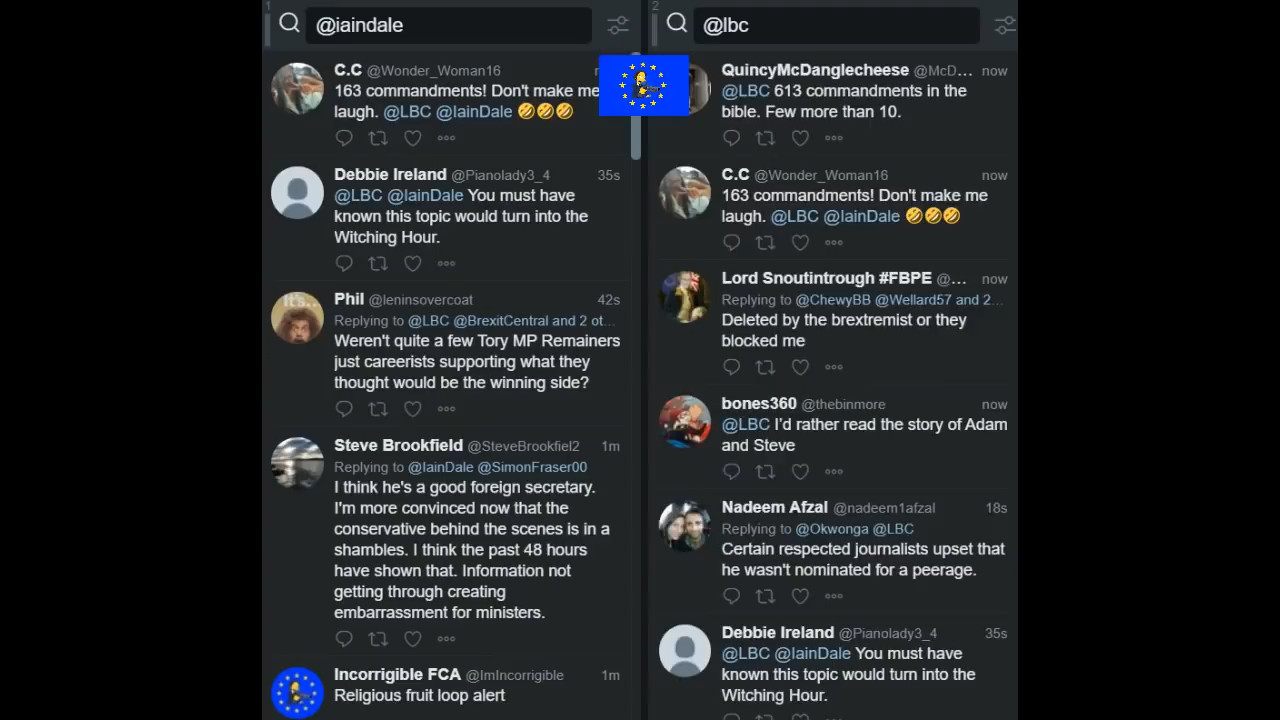 1
@iaindale
C.C @Wonder_Woman16
163 commandments! Don't make me
laugh. @LBC @IainDale 🤣🤣🤣
Debbie Ireland @Pianolady3_4 35s
@LBC @IainDale You must have
known this topic would turn into the
Witching Hour.
Phil @leninsovercoat 42s
Replying to @LBC @BrexitCentral and 2 ot...
Weren't quite a few Tory MP Remainers
just careerists supporting what they
thought would be the winning side?
Steve Brookfield @SteveBrookfiel2 1m
Replying to @IainDale @SimonFraser00
I think he's a good foreign secretary.
I'm more convinced now that the
conservative behind the scenes is in a
shambles. I think the past 48 hours
have shown that. Information not
getting through creating
embarrassment for ministers.
Incorrigible FCA @ImIncorrigible 1m
Religious fruit loop alert
2
@lbc
QuincyMcDanglecheese @McD... now
@LBC 613 commandments in the
bible. Few more than 10.
C.C @Wonder_Woman16 now
163 commandments! Don't make me
laugh. @LBC @IainDale 🤣🤣🤣
Lord Snoutintrough #FBPE @... now
Replying to @ChewyBB @Wellard57 and 2...
Deleted by the brextremist or they
blocked me
bones360 @thebinmore now
@LBC I'd rather read the story of Adam
and Steve
Nadeem Afzal @nadeem1afzal 18s
Replying to @Okwonga @LBC
Certain respected journalists upset that
he wasn't nominated for a peerage.
Debbie Ireland @Pianolady3_4 35s
@LBC @IainDale You must have
known this topic would turn into the
Witching Hour.